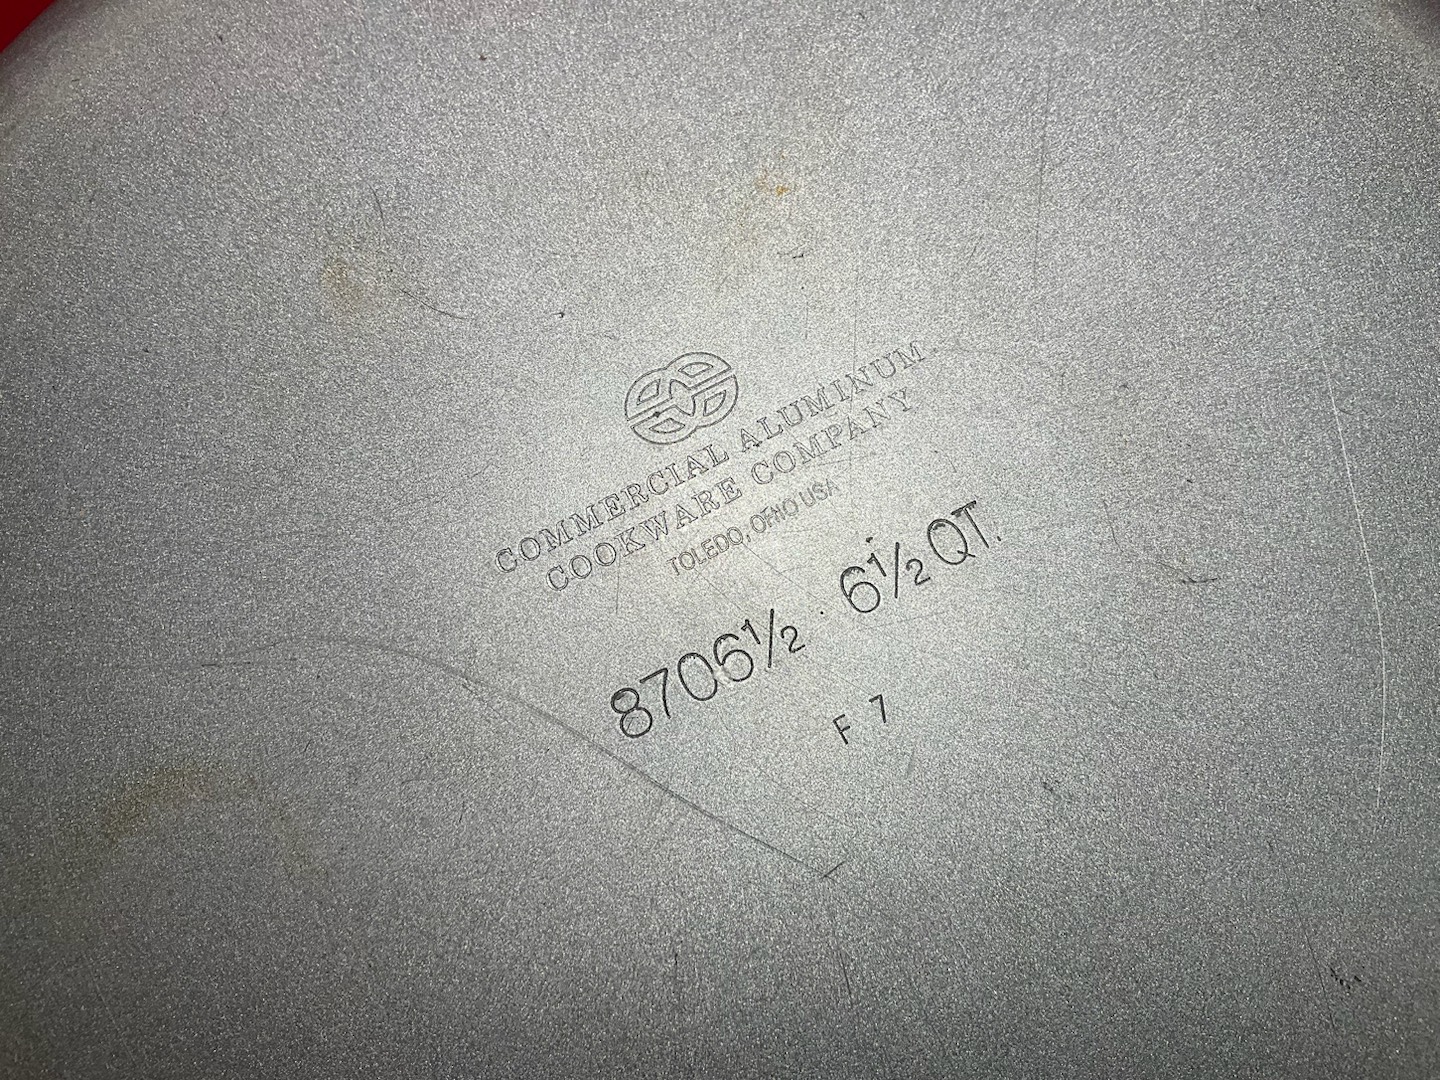 COMMERCIAL ALUMINUM
COOKWARE COMPANY
TOLEDO, OHIO USA
8706½ 6½ QT.
F 7